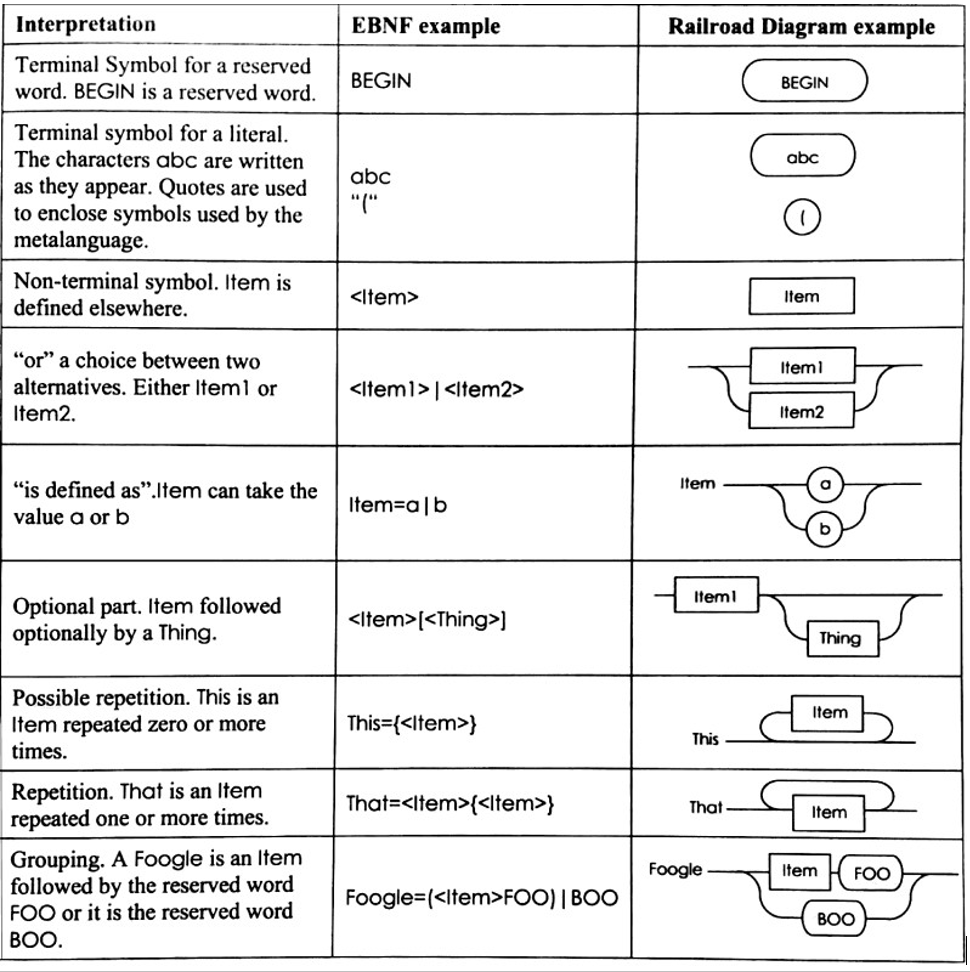 Interpretation
EBNF example
Railroad Diagram example
Terminal Symbol for a reserved
word. BEGIN is a reserved word.
BEGIN
BEGIN
Terminal symbol for a literal.
The characters abc are written
as they appear. Quotes are used
to enclose symbols used by the
metalanguage.
abc
“(“
abc
(
Non-terminal symbol. Item is
defined elsewhere.
<Item>
Item
“or” a choice between two
alternatives. Either Item1 or
Item2.
<Item1> | <Item2>
Item1
Item2
“is defined as”.Item can take the
value a or b
Item=a | b
Item
a
b
Optional part. Item followed
optionally by a Thing.
<Item>[<Thing>]
Item1
Thing
Possible repetition. This is an
Item repeated zero or more
times.
This={<Item>}
Item
This
Repetition. That is an Item
repeated one or more times.
That=<Item>{<Item>}
That
Item
Grouping. A Foogle is an Item
followed by the reserved word
FOO or it is the reserved word
BOO.
Foogle=(<Item>FOO) | BOO
Foogle
Item
FOO
BOO